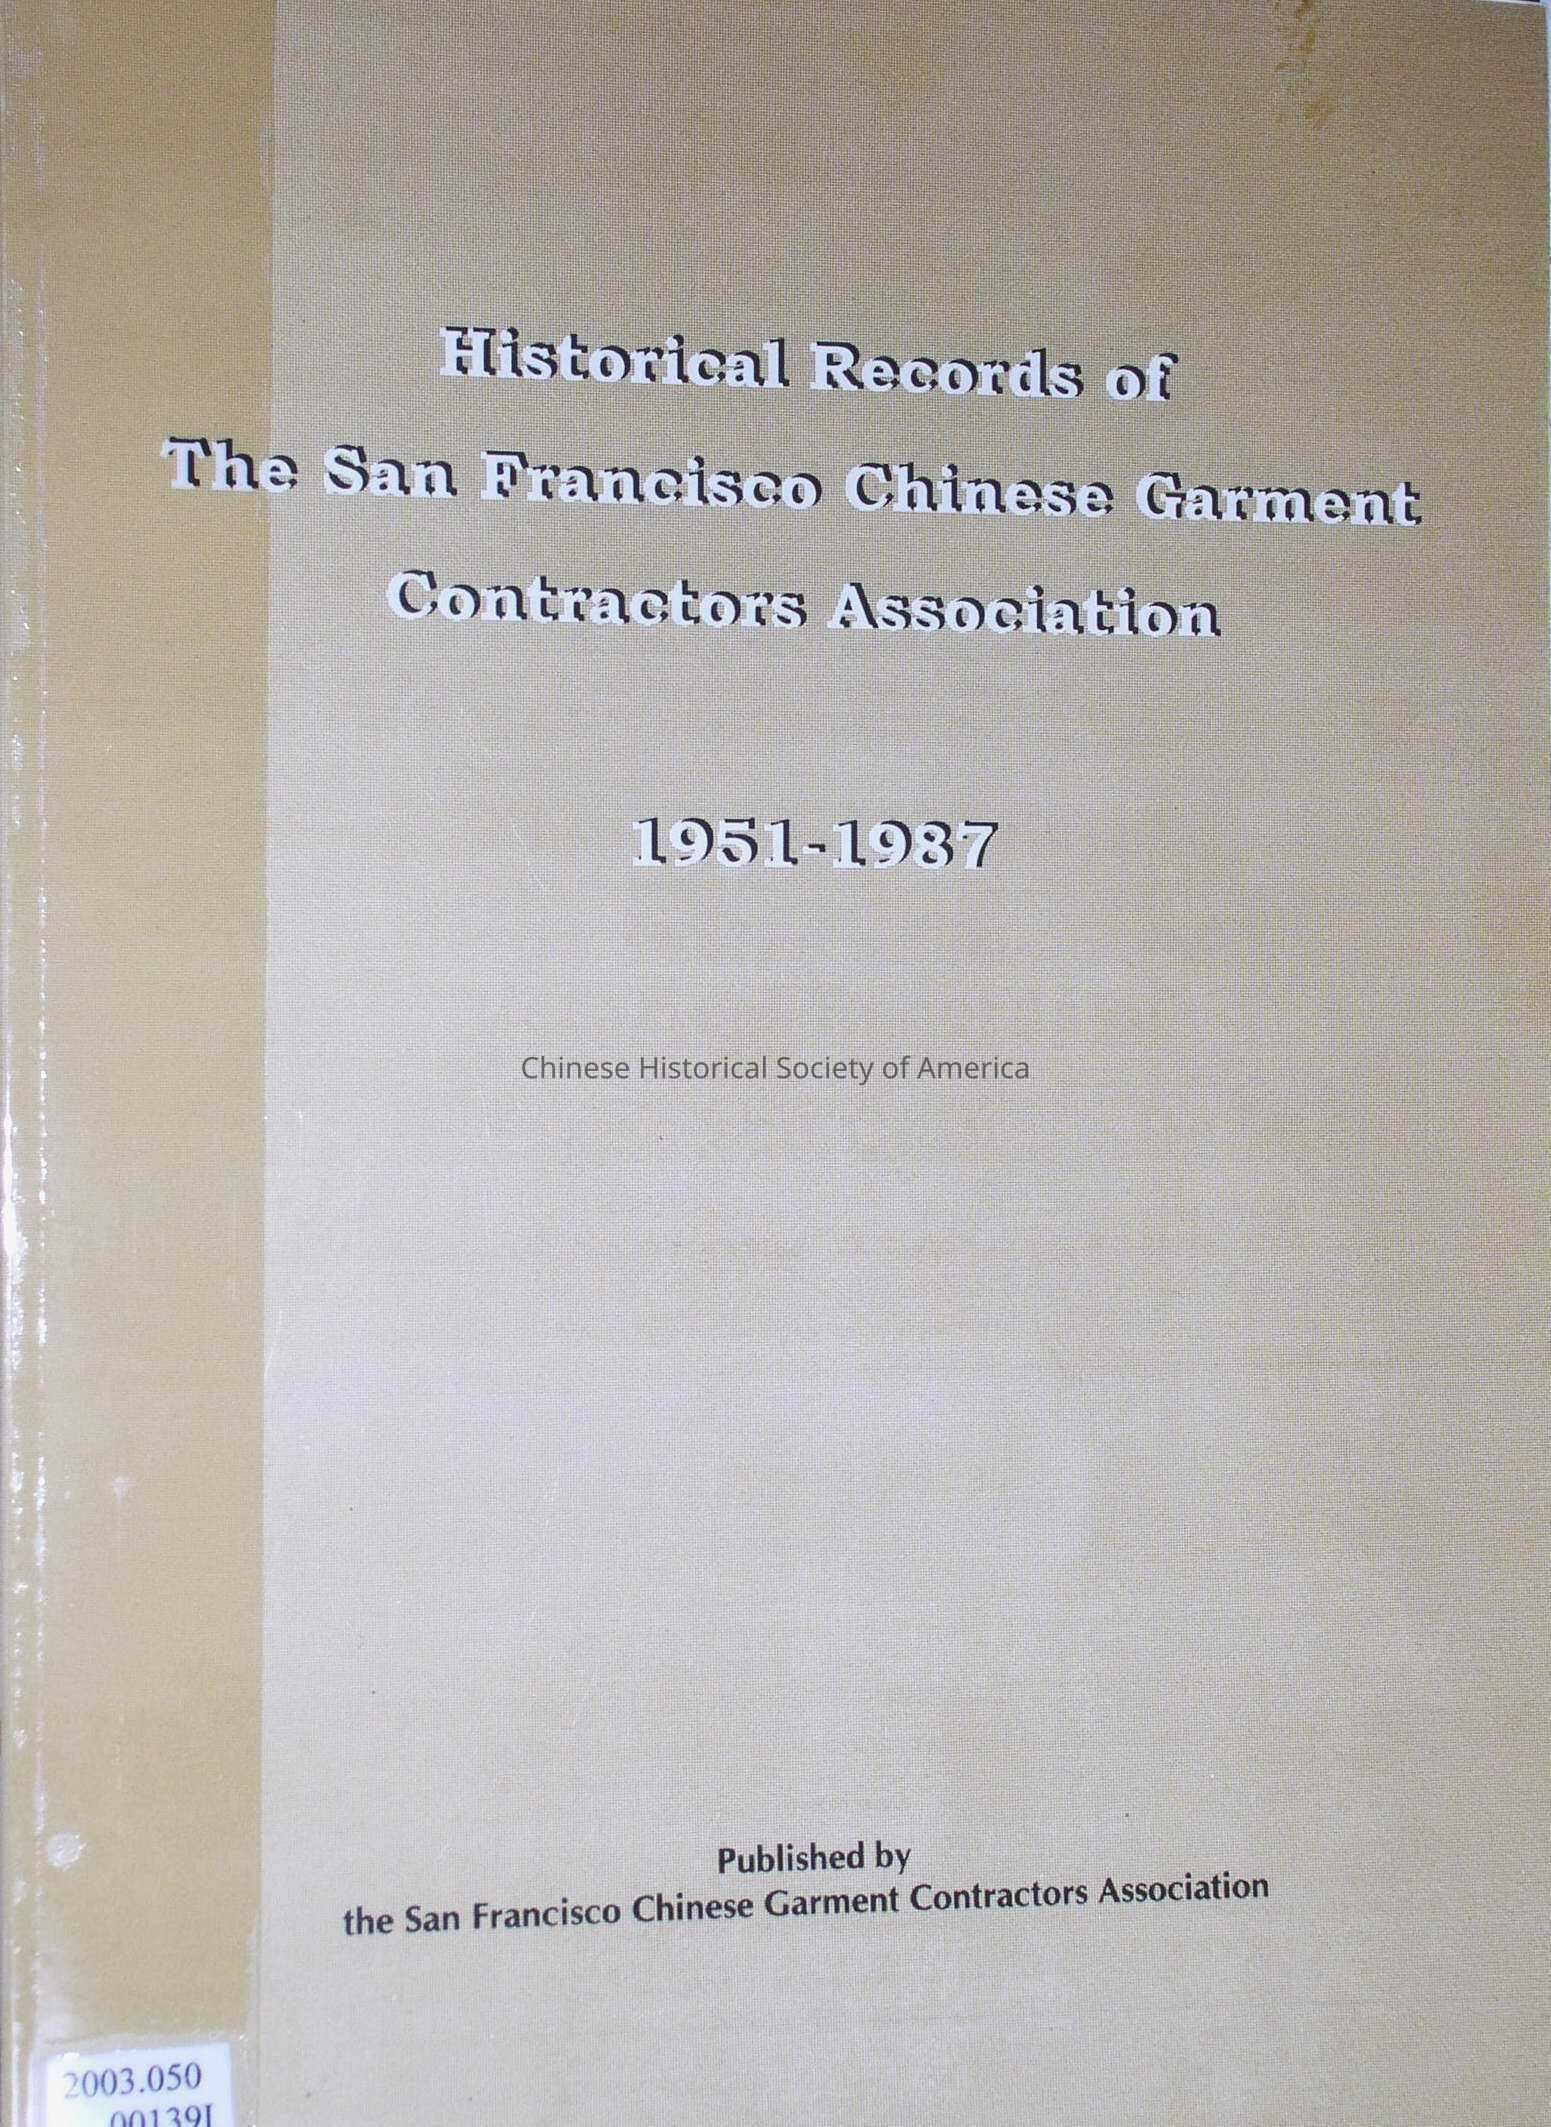 Historical Records of
The San Francisco Chinese Garment
Contractors Association
1951-1987
Chinese Historical Society of America
Published by
the San Francisco Chinese Garment Contractors Association
2003.050